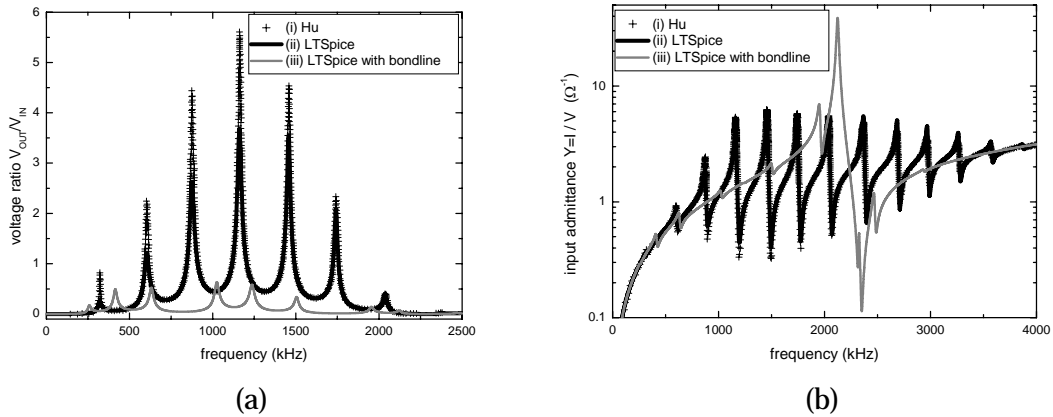 6
5
4
3
2
1
0
voltage ratio V_OUT/V_IN
(i) Hu
(ii) LTSpice
(iii) LTSpice with bondline
0 500 1000 1500 2000 2500
frequency (kHz)
(a)
10
1
0.1
input admittance Y=I / V (Ω⁻¹)
(i) Hu
(ii) LTSpice
(iii) LTSpice with bondline
0 1000 2000 3000 4000
frequency (kHz)
(b)